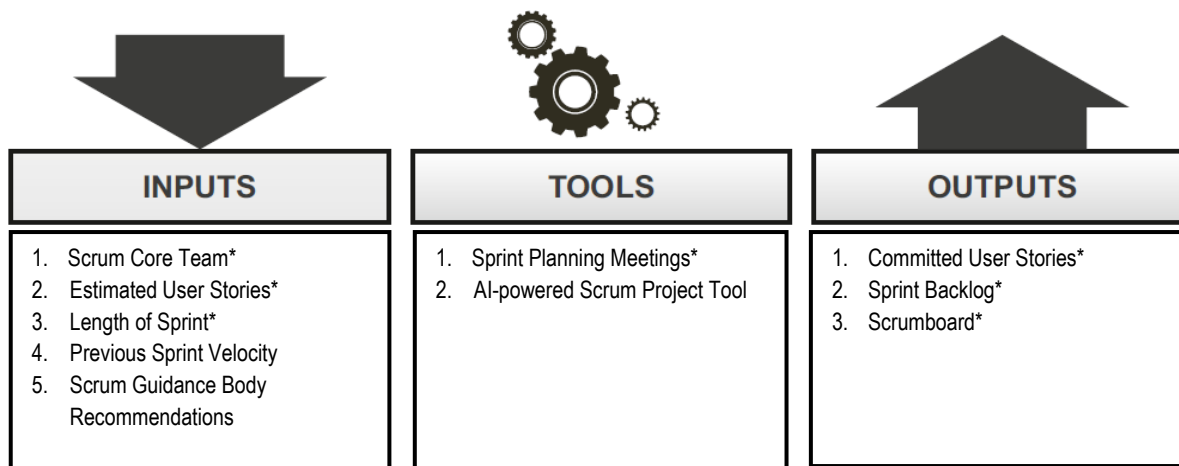 INPUTS
1. Scrum Core Team*
2. Estimated User Stories*
3. Length of Sprint*
4. Previous Sprint Velocity
5. Scrum Guidance Body
Recommendations
TOOLS
1. Sprint Planning Meetings*
2. AI-powered Scrum Project Tool
OUTPUTS
1. Committed User Stories*
2. Sprint Backlog*
3. Scrumboard*